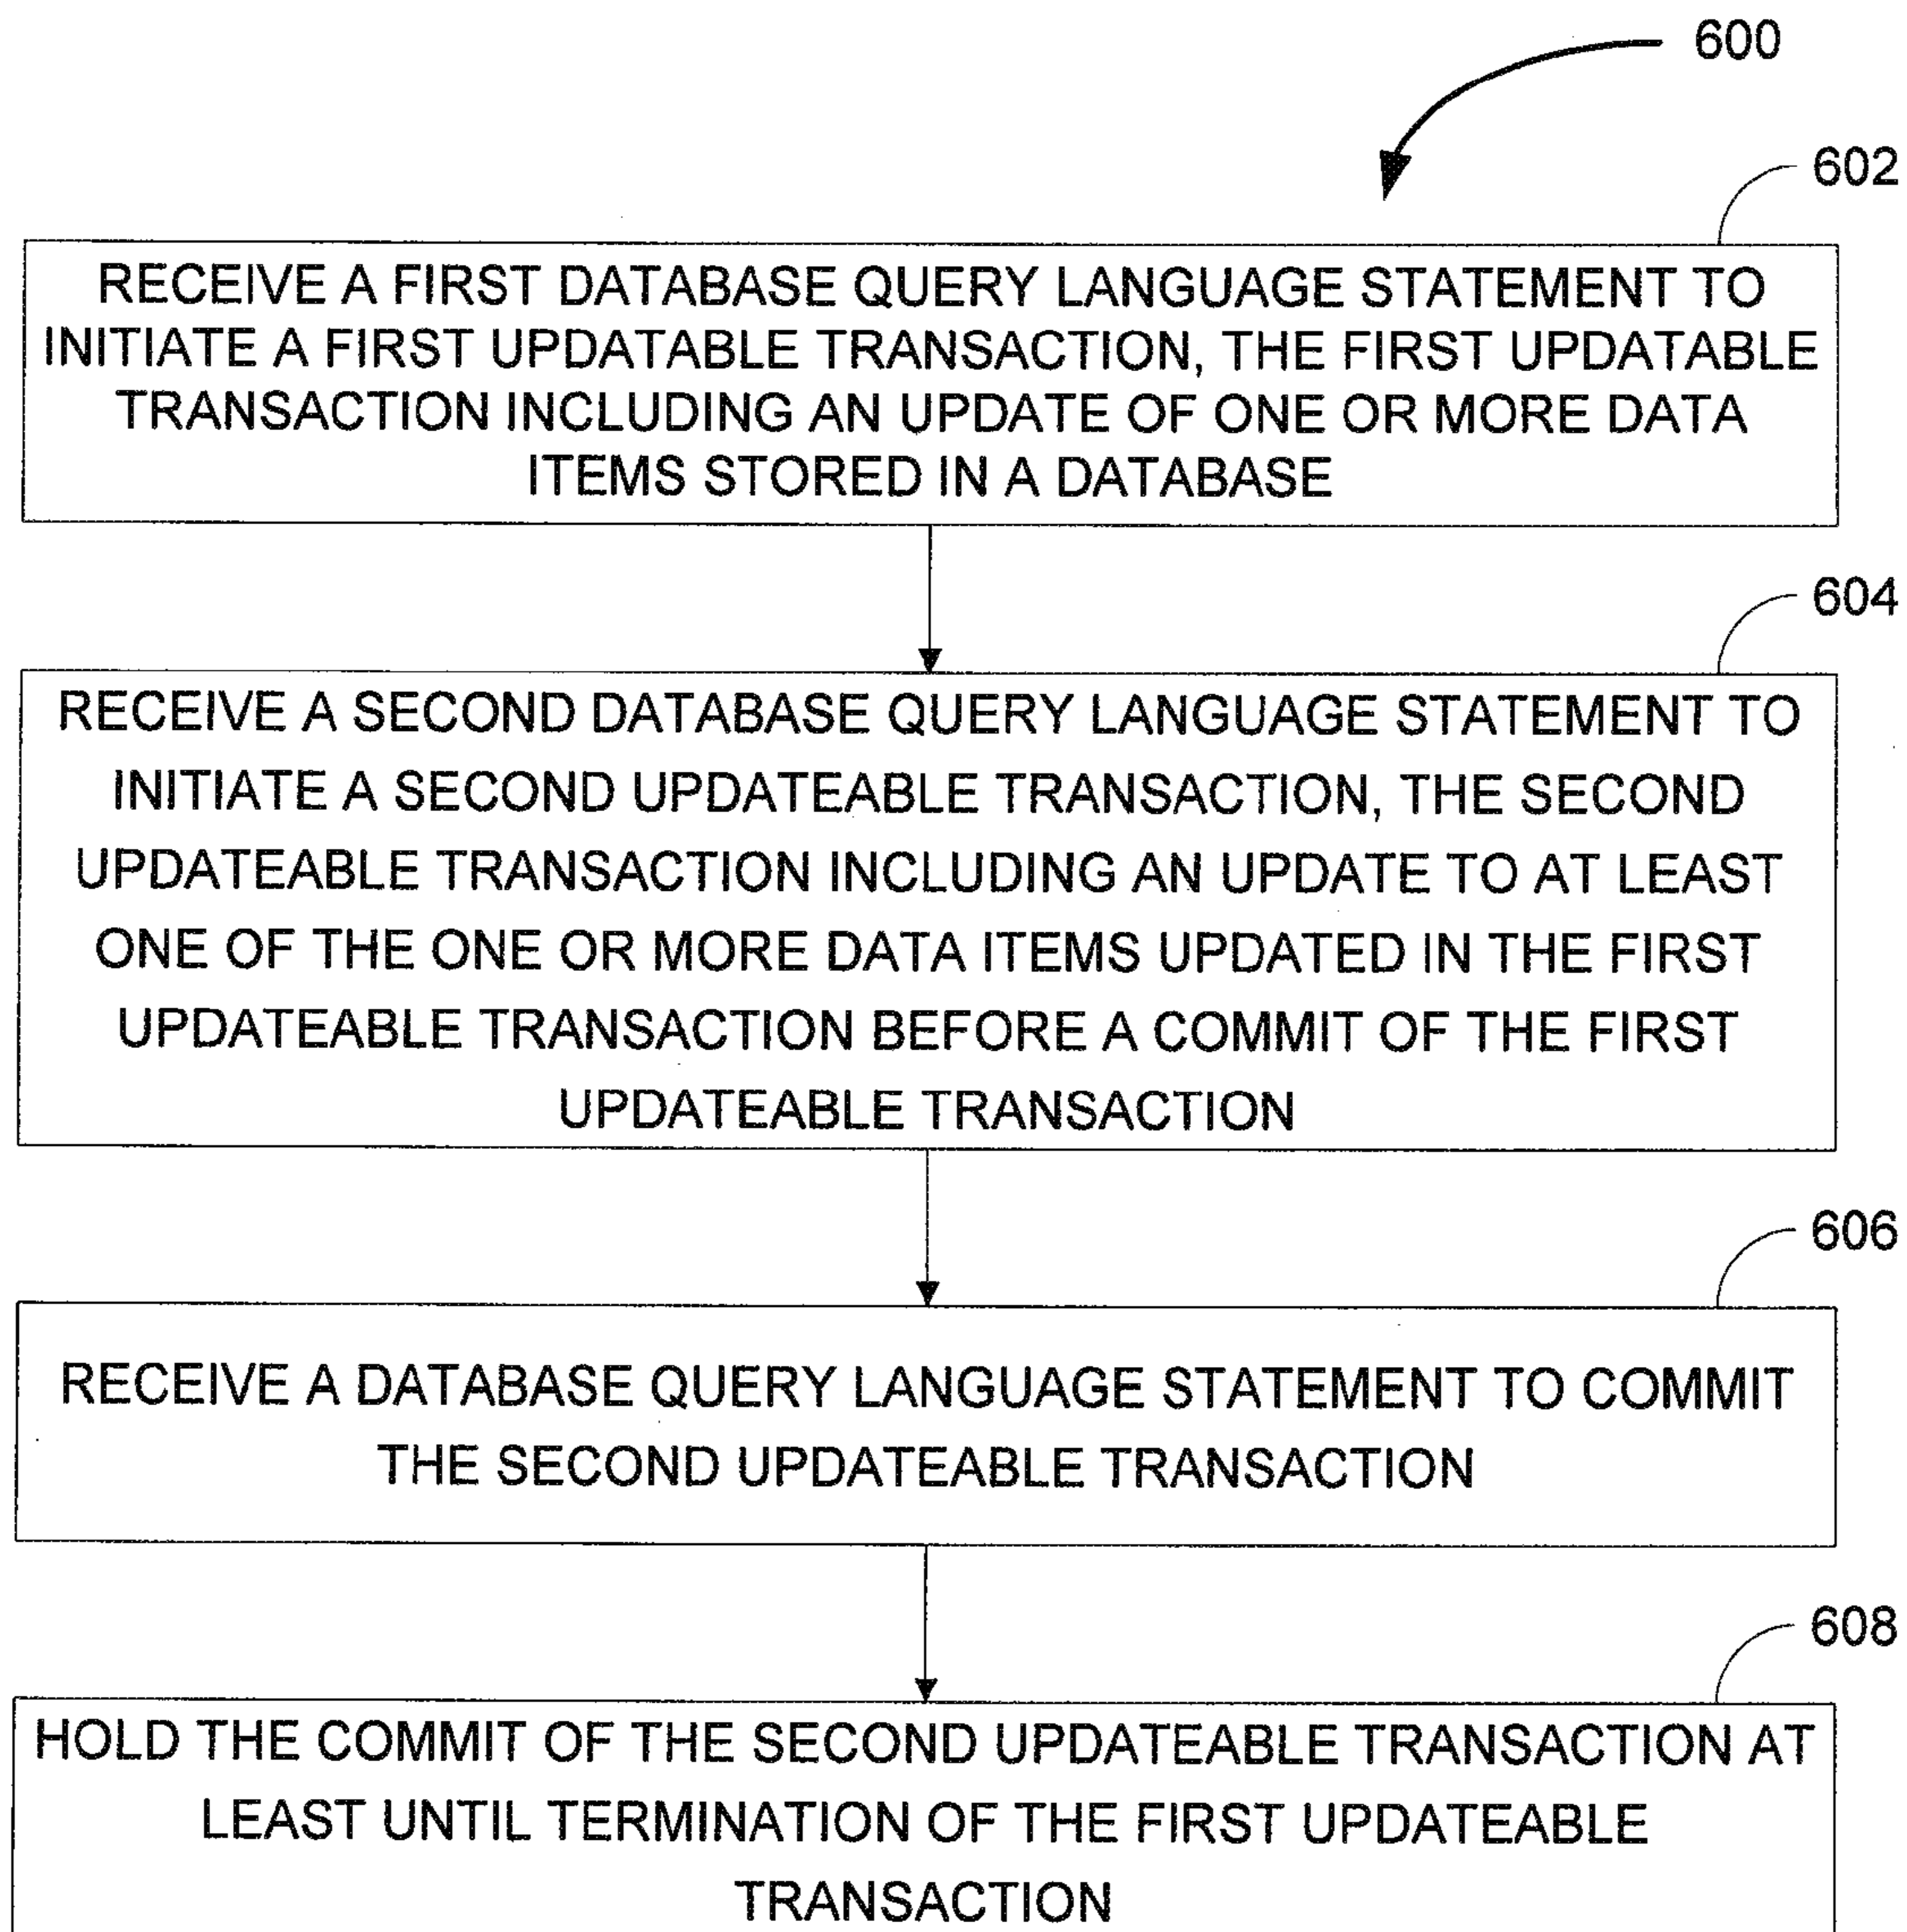 600
602
RECEIVE A FIRST DATABASE QUERY LANGUAGE STATEMENT TO
INITIATE A FIRST UPDATABLE TRANSACTION, THE FIRST UPDATABLE
TRANSACTION INCLUDING AN UPDATE OF ONE OR MORE DATA
ITEMS STORED IN A DATABASE
604
RECEIVE A SECOND DATABASE QUERY LANGUAGE STATEMENT TO
INITIATE A SECOND UPDATEABLE TRANSACTION, THE SECOND
UPDATEABLE TRANSACTION INCLUDING AN UPDATE TO AT LEAST
ONE OF THE ONE OR MORE DATA ITEMS UPDATED IN THE FIRST
UPDATEABLE TRANSACTION BEFORE A COMMIT OF THE FIRST
UPDATEABLE TRANSACTION
606
RECEIVE A DATABASE QUERY LANGUAGE STATEMENT TO COMMIT
THE SECOND UPDATEABLE TRANSACTION
608
HOLD THE COMMIT OF THE SECOND UPDATEABLE TRANSACTION AT
LEAST UNTIL TERMINATION OF THE FIRST UPDATEABLE
TRANSACTION